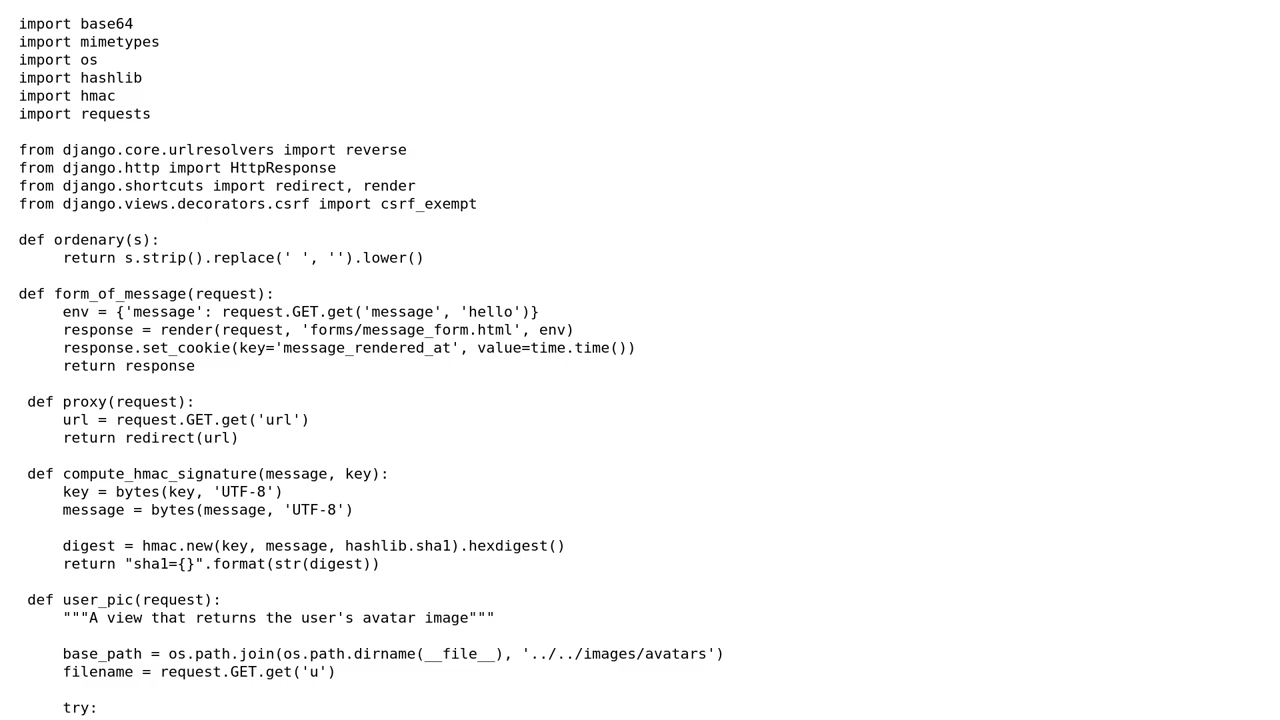 import base64
import mimetypes
import os
import hashlib
import hmac
import requests

from django.core.urlresolvers import reverse
from django.http import HttpResponse
from django.shortcuts import redirect, render
from django.views.decorators.csrf import csrf_exempt

def ordenary(s):
     return s.strip().replace(' ', '').lower()

def form_of_message(request):
     env = {'message': request.GET.get('message', 'hello')}
     response = render(request, 'forms/message_form.html', env)
     response.set_cookie(key='message_rendered_at', value=time.time())
     return response

 def proxy(request):
     url = request.GET.get('url')
     return redirect(url)

 def compute_hmac_signature(message, key):
     key = bytes(key, 'UTF-8')
     message = bytes(message, 'UTF-8')

     digest = hmac.new(key, message, hashlib.sha1).hexdigest()
     return "sha1={}".format(str(digest))

 def user_pic(request):
     """A view that returns the user's avatar image"""

     base_path = os.path.join(os.path.dirname(__file__), '../../images/avatars')
     filename = request.GET.get('u')

     try: